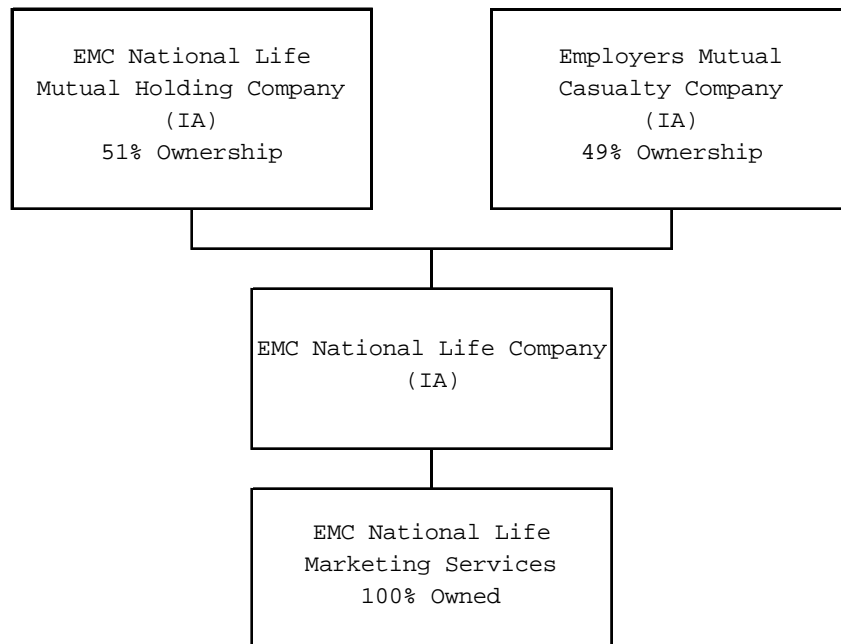 EMC National Life
Mutual Holding Company
(IA)
51% Ownership
Employers Mutual
Casualty Company
(IA)
49% Ownership
EMC National Life Company
(IA)
EMC National Life
Marketing Services
100% Owned